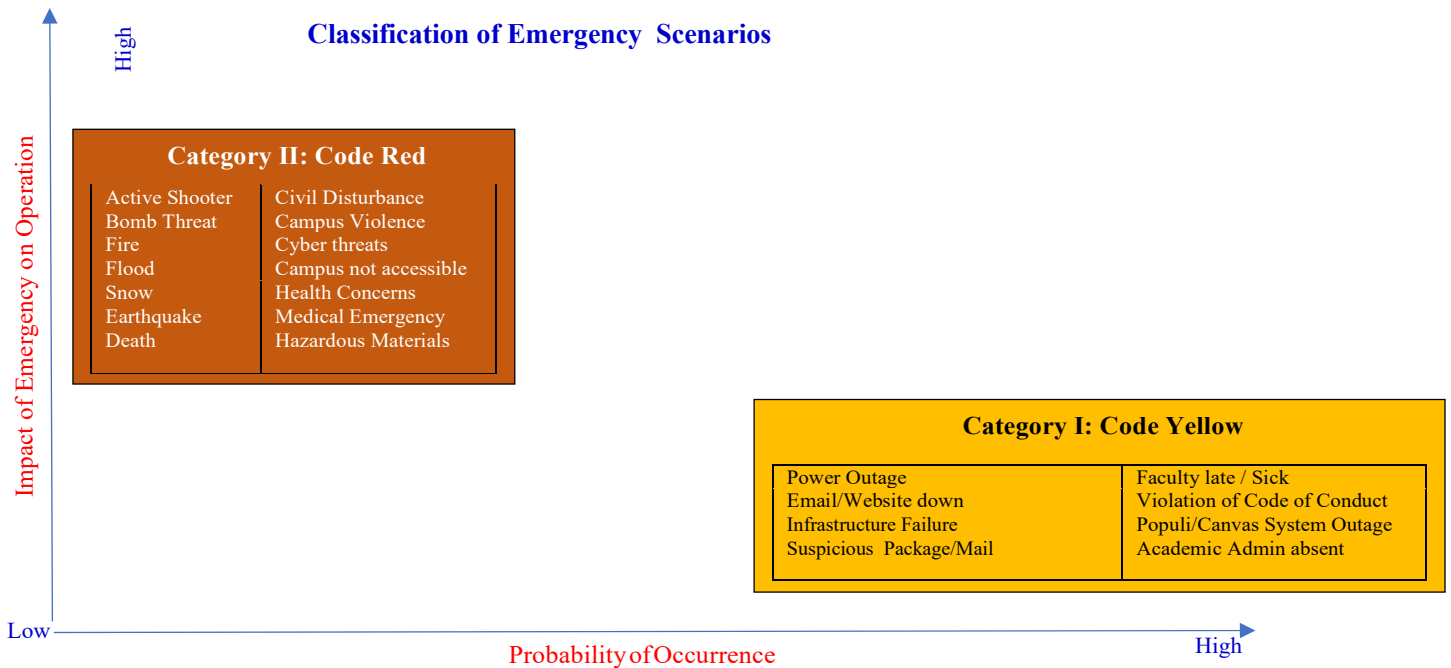 High
Classification of Emergency Scenarios
Impact of Emergency on Operation
Category II: Code Red
Active Shooter
Bomb Threat
Fire
Flood
Snow
Earthquake
Death
Civil Disturbance
Campus Violence
Cyber threats
Campus not accessible
Health Concerns
Medical Emergency
Hazardous Materials
Category I: Code Yellow
Power Outage
Email/Website down
Infrastructure Failure
Suspicious Package/Mail
Faculty late / Sick
Violation of Code of Conduct
Populi/Canvas System Outage
Academic Admin absent
Low
High
Probability of Occurrence